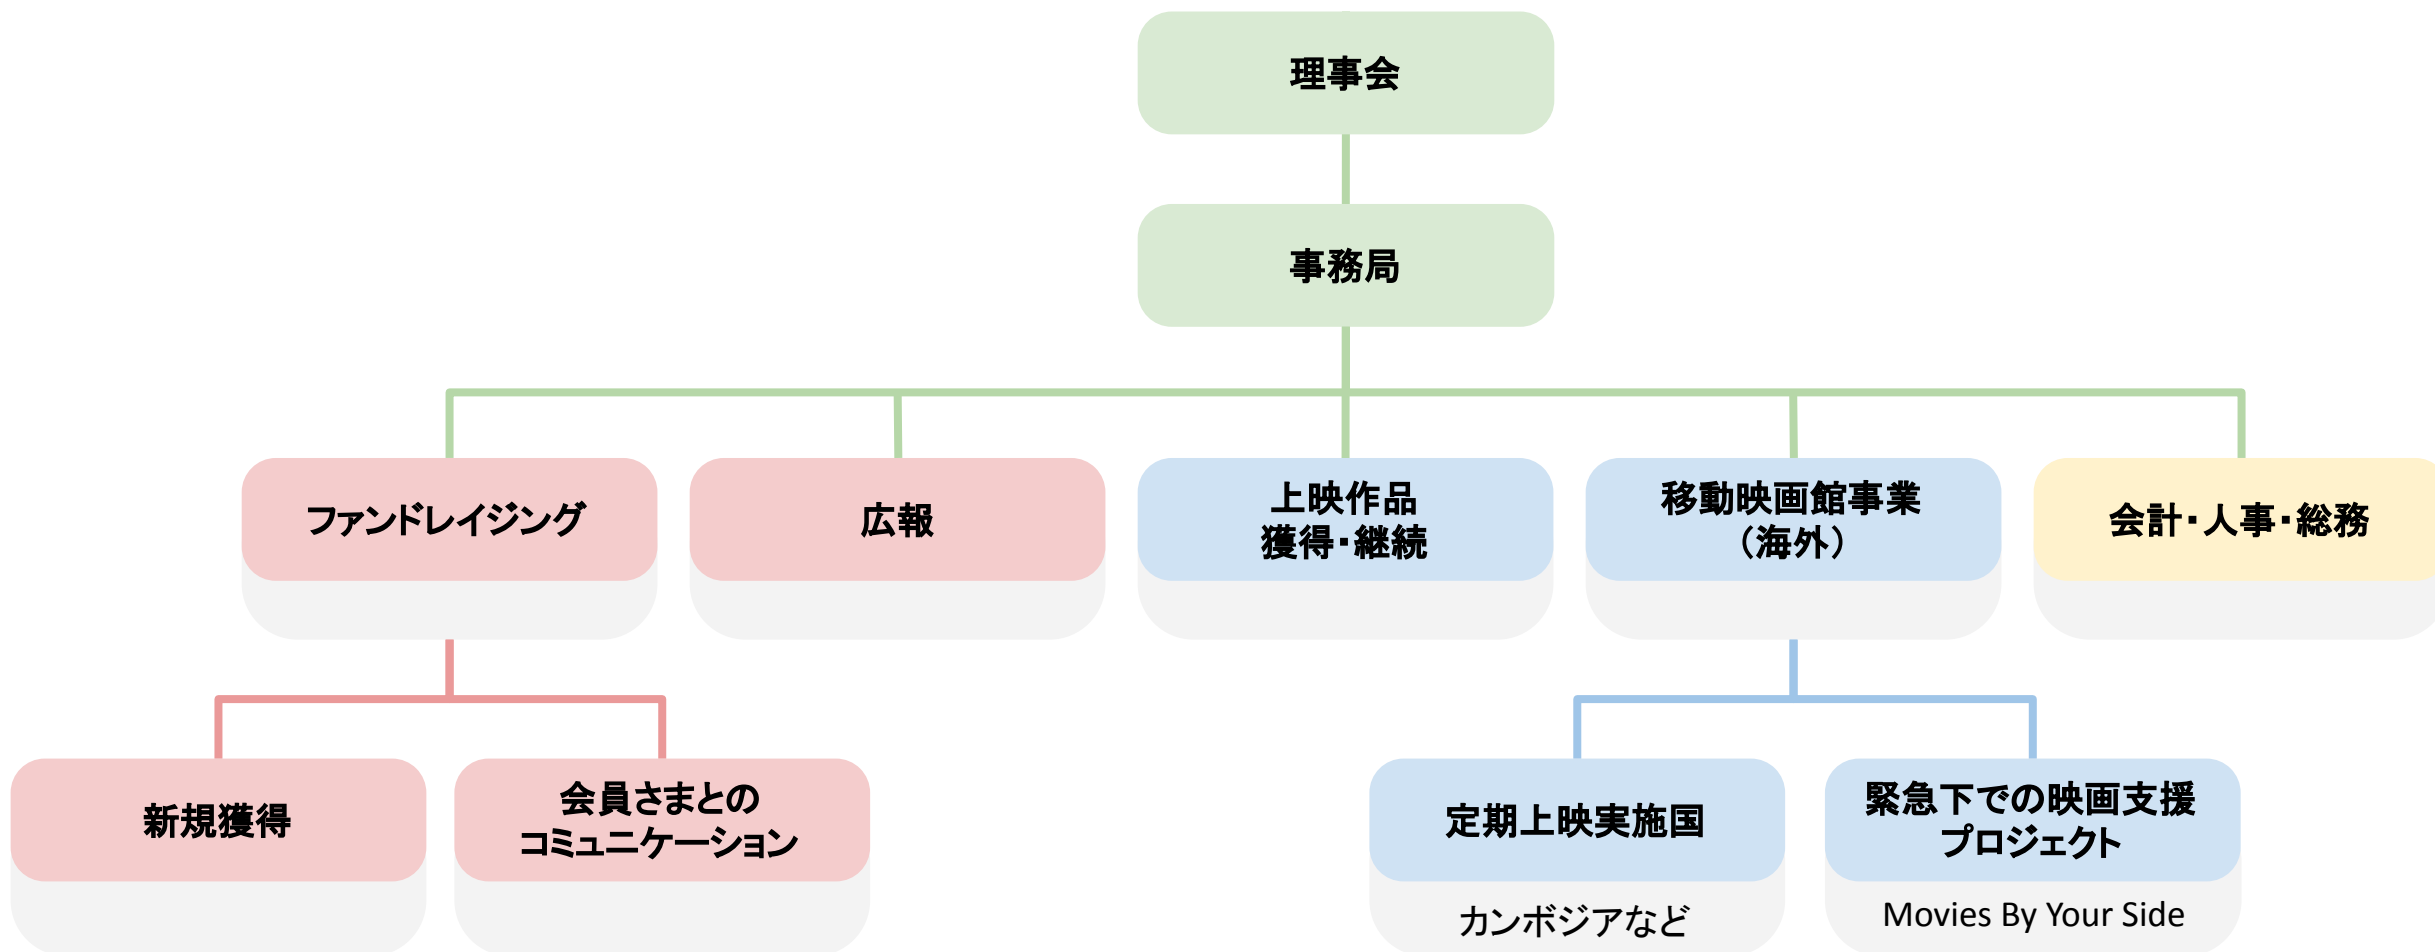 理事会
事務局
ファンドレイジング
広報
上映作品
獲得・継続
移動映画館事業
（海外）
会計・人事・総務
新規獲得
会員さまとの
コミュニケーション
定期上映実施国
カンボジアなど
緊急下での映画支援
プロジェクト
Movies By Your Side